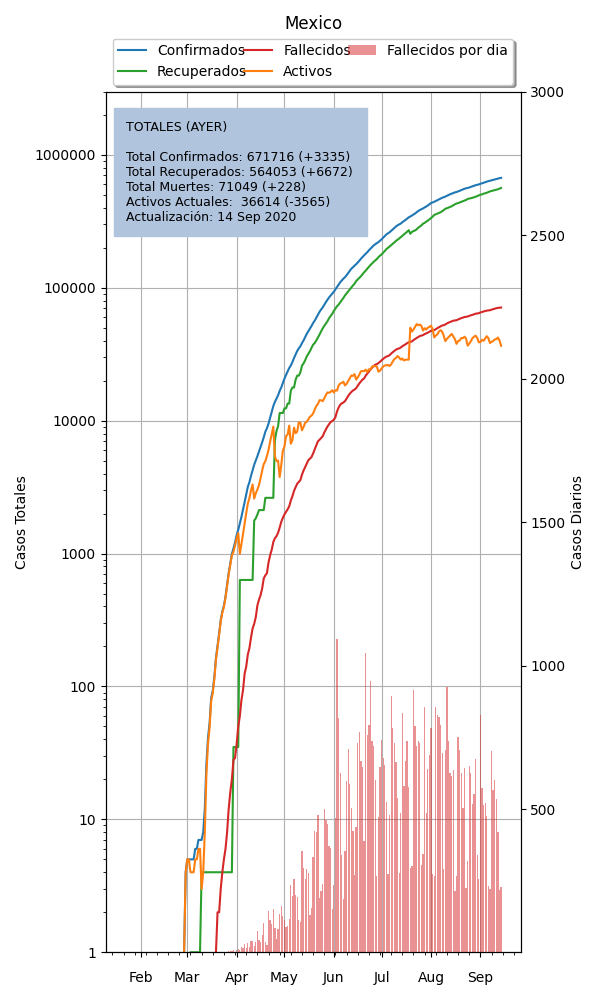 Mexico
Confirmados Fallecidos Fallecidos por dia
Recuperados Activos
TOTALES (AYER)
Total Confirmados: 671716 (+3335)
Total Recuperados: 564053 (+6672)
Total Muertes: 71049 (+228)
Activos Actuales:  36614 (-3565)
Actualización: 14 Sep 2020
Casos Totales
1000000
100000
10000
1000
100
10
1
3000
2500
2000
1500
1000
500
Casos Diarios
Feb Mar Apr May Jun Jul Aug Sep